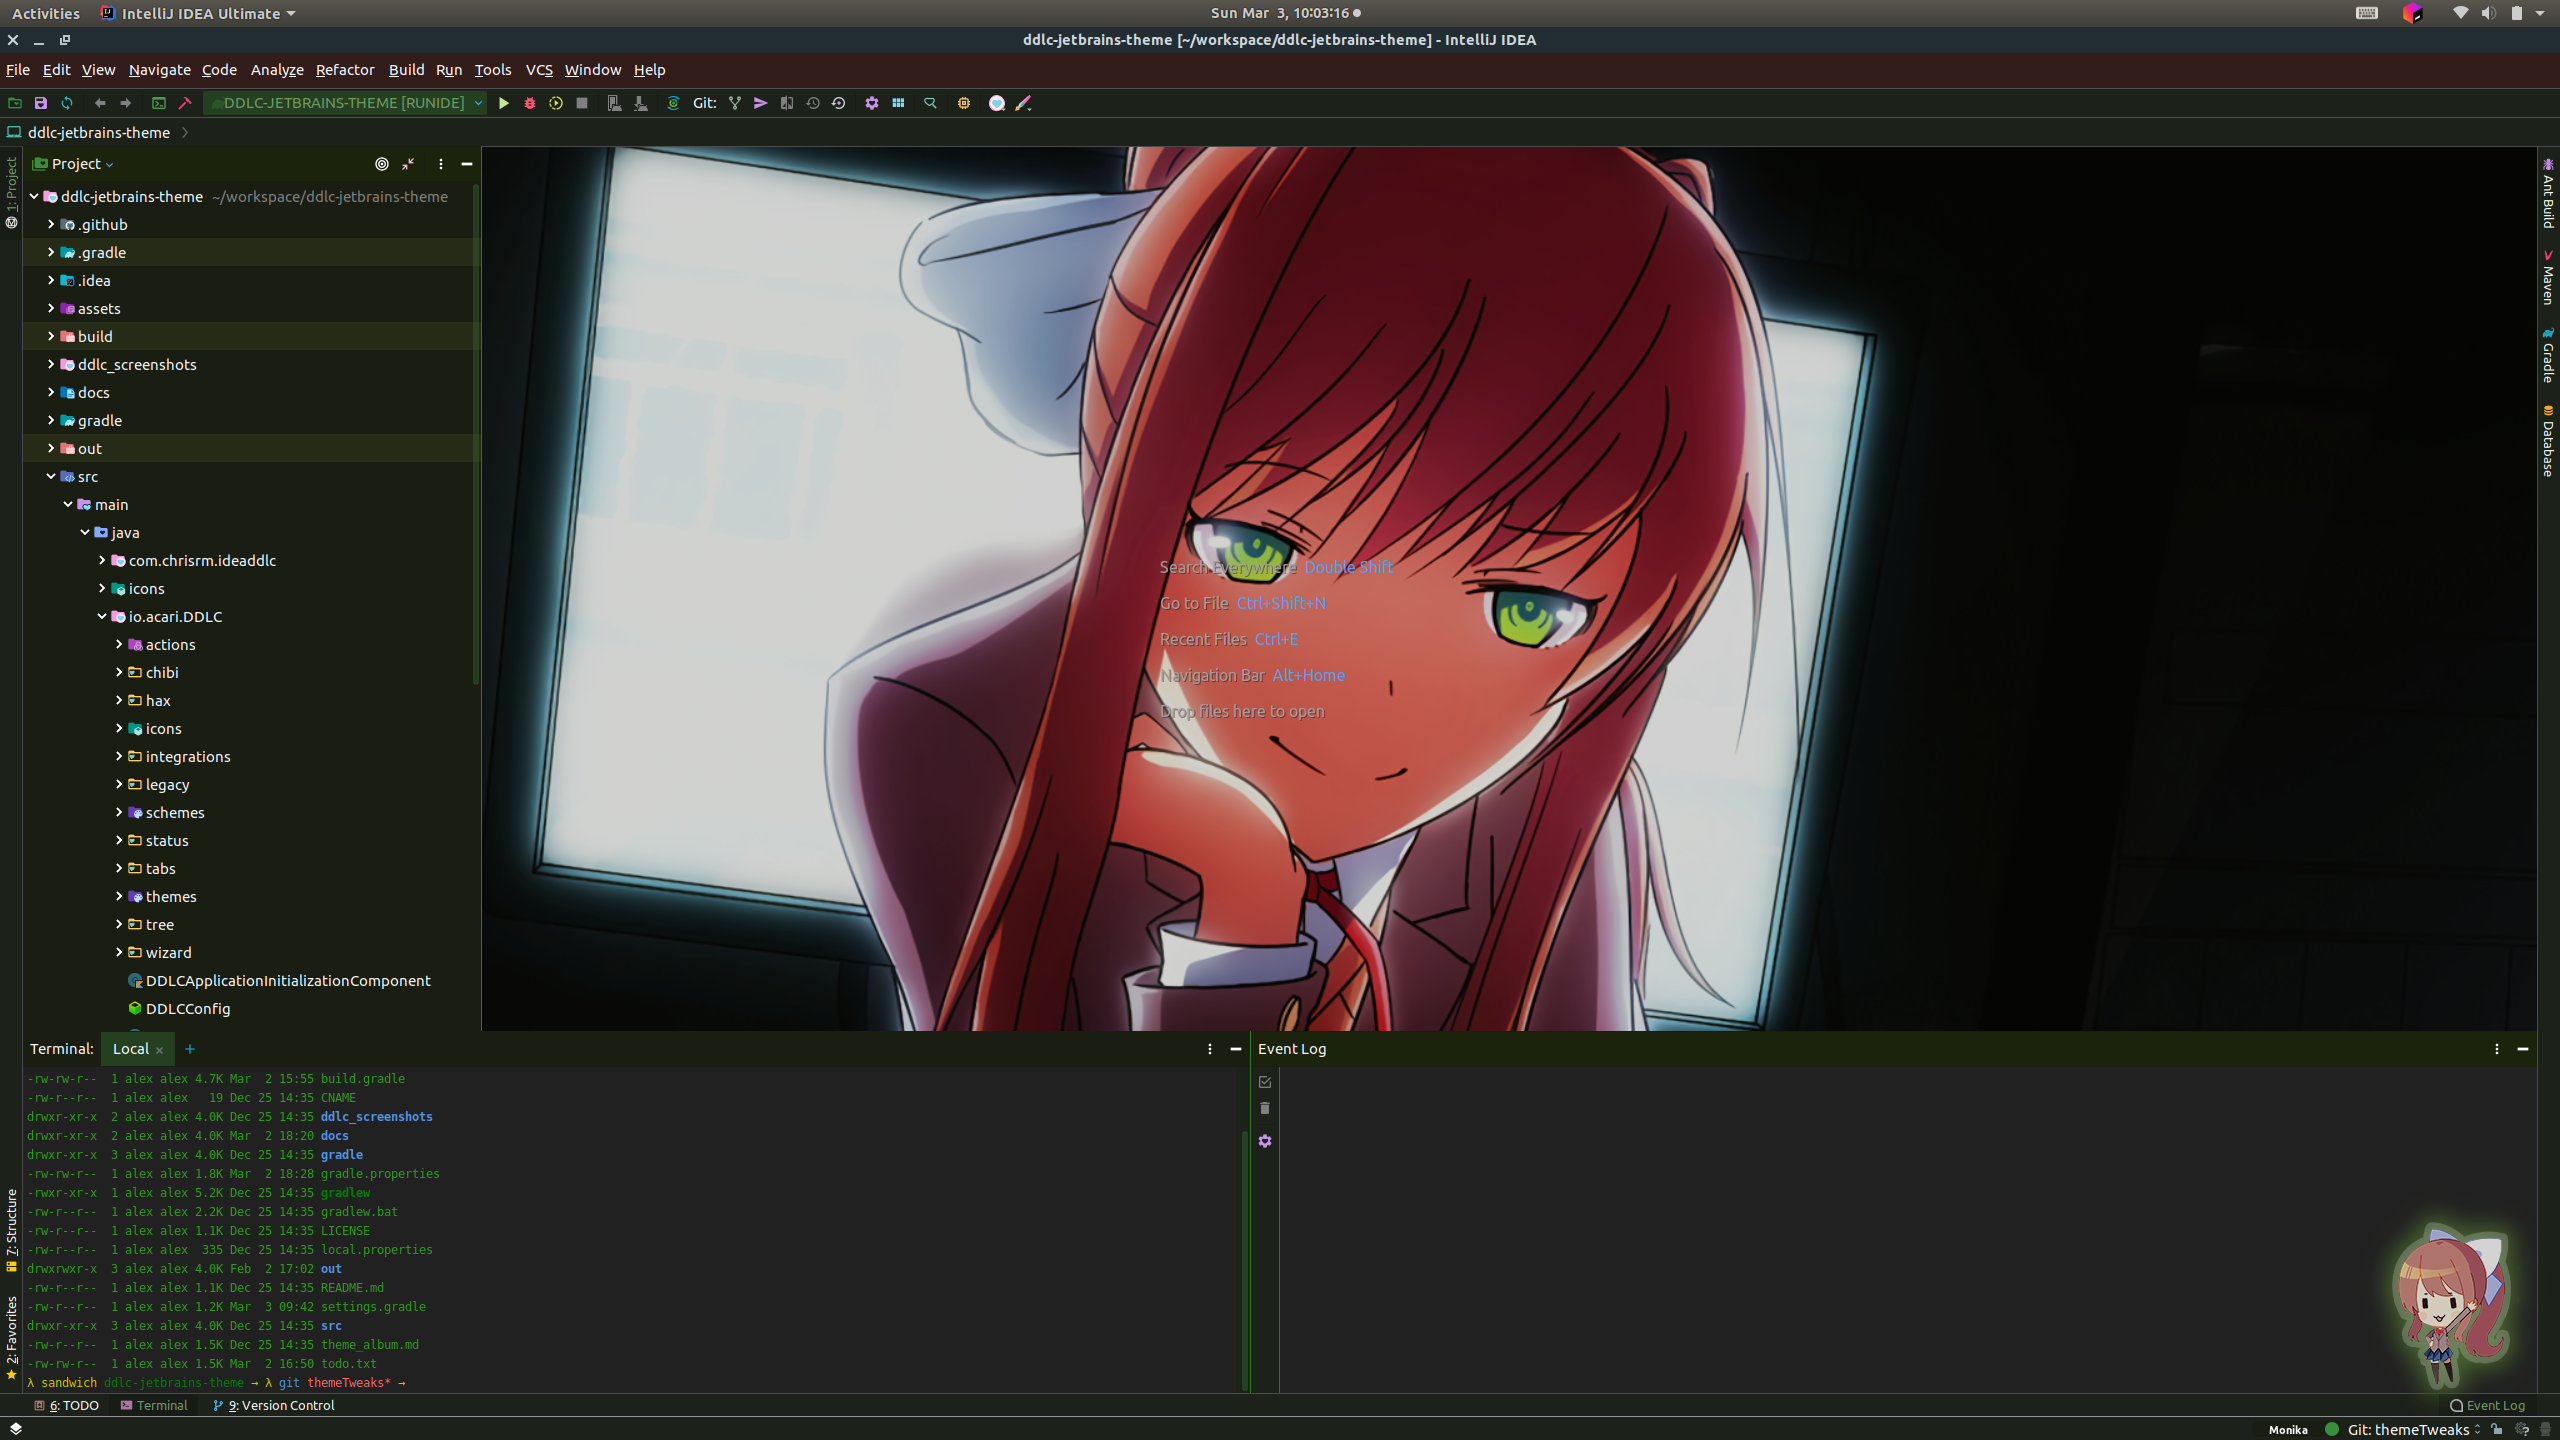 Activities IntelliJ IDEA Ultimate Sun Mar 3, 10:03:16
ddlc-jetbrains-theme [~/workspace/ddlc-jetbrains-theme] - IntelliJ IDEA
File Edit View Navigate Code Analyze Refactor Build Run Tools VCS Window Help
DDLC-JETBRAINS-THEME [RUNIDE] Git:
ddlc-jetbrains-theme
1: Project
Project
ddlc-jetbrains-theme ~/workspace/ddlc-jetbrains-theme
.github
.gradle
.idea
assets
build
ddlc_screenshots
docs
gradle
out
src
main
java
com.chrisrm.ideaddlc
icons
io.acari.DDLC
actions
chibi
hax
icons
integrations
legacy
schemes
status
tabs
themes
tree
wizard
DDLCApplicationInitializationComponent
DDLCConfig
Search Everywhere Double Shift
Go to File Ctrl+Shift+N
Recent Files Ctrl+E
Navigation Bar Alt+Home
Drop files here to open
Ant Build
Maven
Gradle
Database
Terminal: Local × +
-rw-rw-r-- 1 alex alex 4.7K Mar 2 15:55 build.gradle
-rw-r--r-- 1 alex alex 19 Dec 25 14:35 CNAME
drwxr-xr-x 2 alex alex 4.0K Dec 25 14:35 ddlc_screenshots
drwxr-xr-x 2 alex alex 4.0K Mar 2 18:20 docs
drwxr-xr-x 3 alex alex 4.0K Dec 25 14:35 gradle
-rw-rw-r-- 1 alex alex 1.8K Mar 2 18:28 gradle.properties
-rwxr-xr-x 1 alex alex 5.2K Dec 25 14:35 gradlew
-rw-r--r-- 1 alex alex 2.2K Dec 25 14:35 gradlew.bat
-rw-r--r-- 1 alex alex 1.1K Dec 25 14:35 LICENSE
-rw-r--r-- 1 alex alex 335 Dec 25 14:35 local.properties
drwxrwxr-x 3 alex alex 4.0K Feb 2 17:02 out
-rw-r--r-- 1 alex alex 1.1K Dec 25 14:35 README.md
-rw-rw-r-- 1 alex alex 1.2K Mar 3 09:42 settings.gradle
drwxr-xr-x 3 alex alex 4.0K Dec 25 14:35 src
-rw-r--r-- 1 alex alex 1.5K Dec 25 14:35 theme_album.md
-rw-rw-r-- 1 alex alex 1.5K Mar 2 16:50 todo.txt
λ sandwich ddlc-jetbrains-theme → λ git themeTweaks* →
Event Log
7: Structure
2: Favorites
6: TODO Terminal 9: Version Control Event Log
Monika Git: themeTweaks